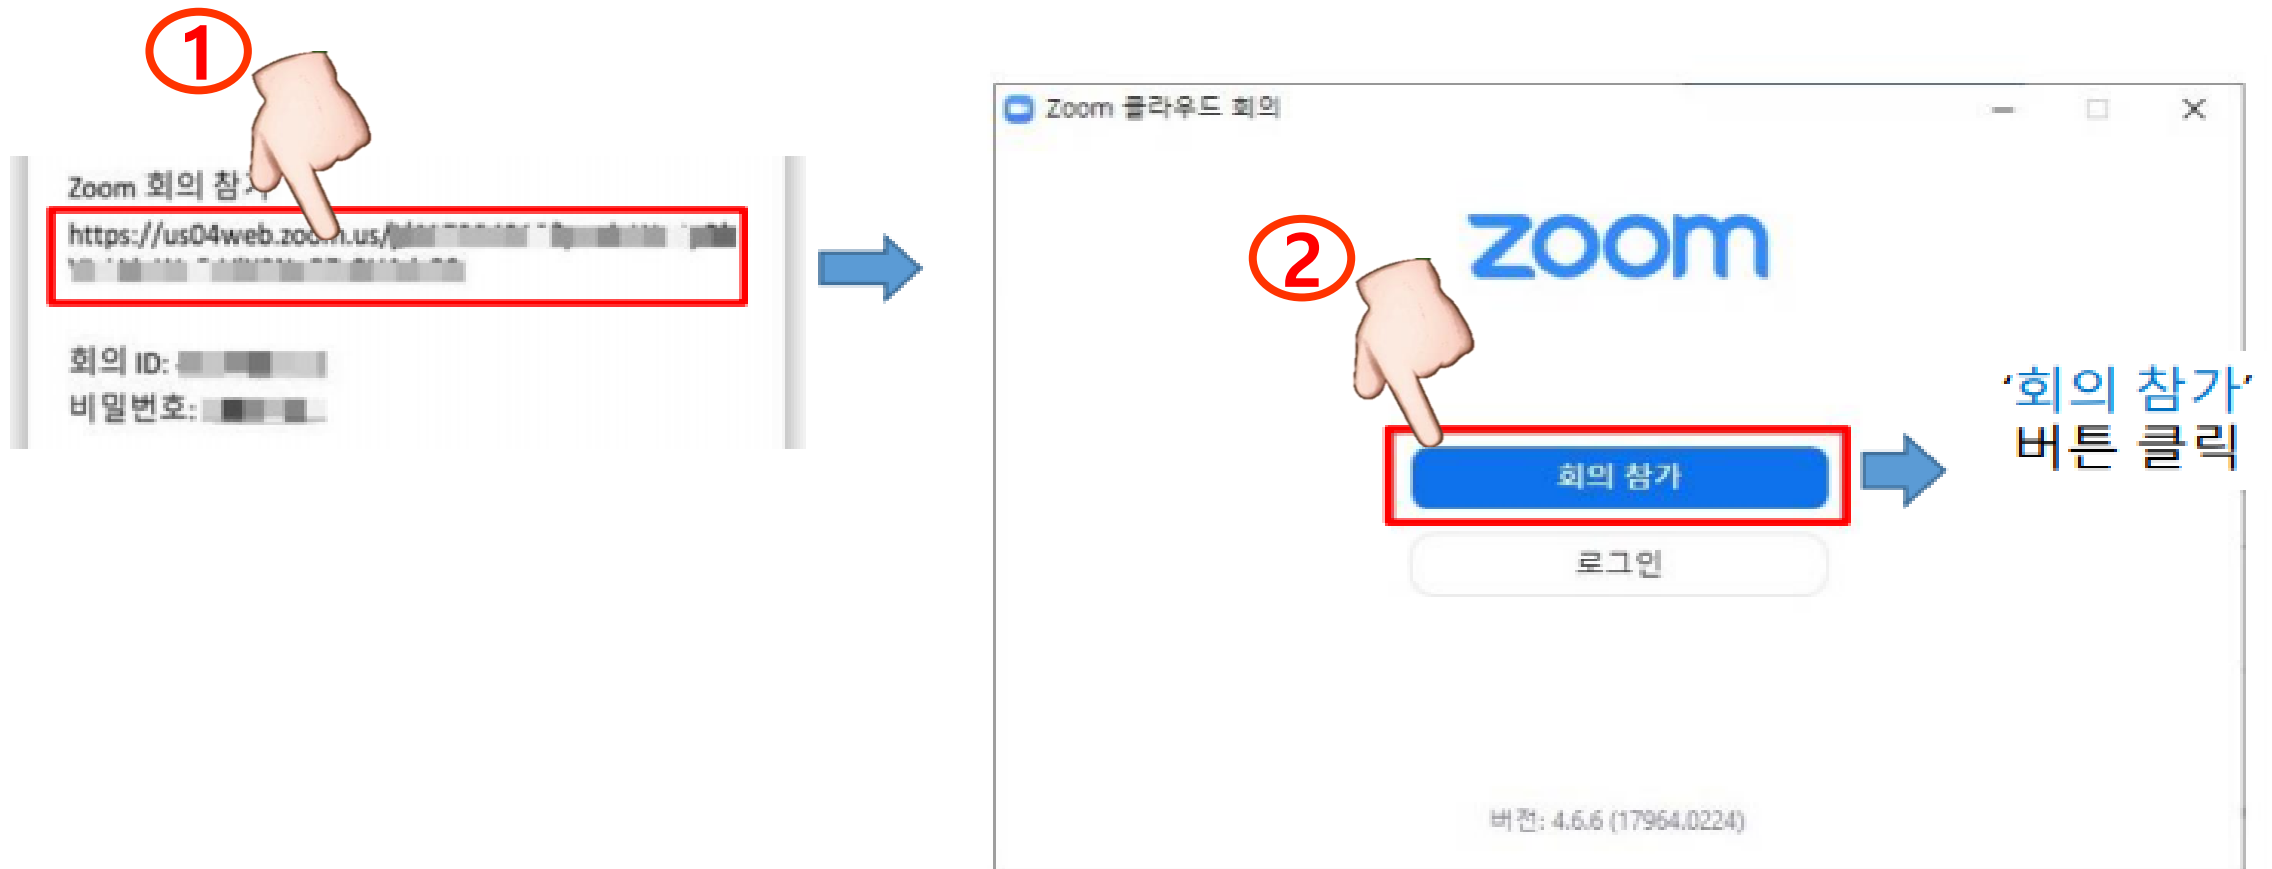 1
Zoom 회의 참가
https://us04web.zoom.us/
회의 ID:
비밀번호:
Zoom 클라우드 회의
zoom
2
회의 참가
로그인
버전: 4.6.6 (17964.0224)
‘회의 참가’
버튼 클릭